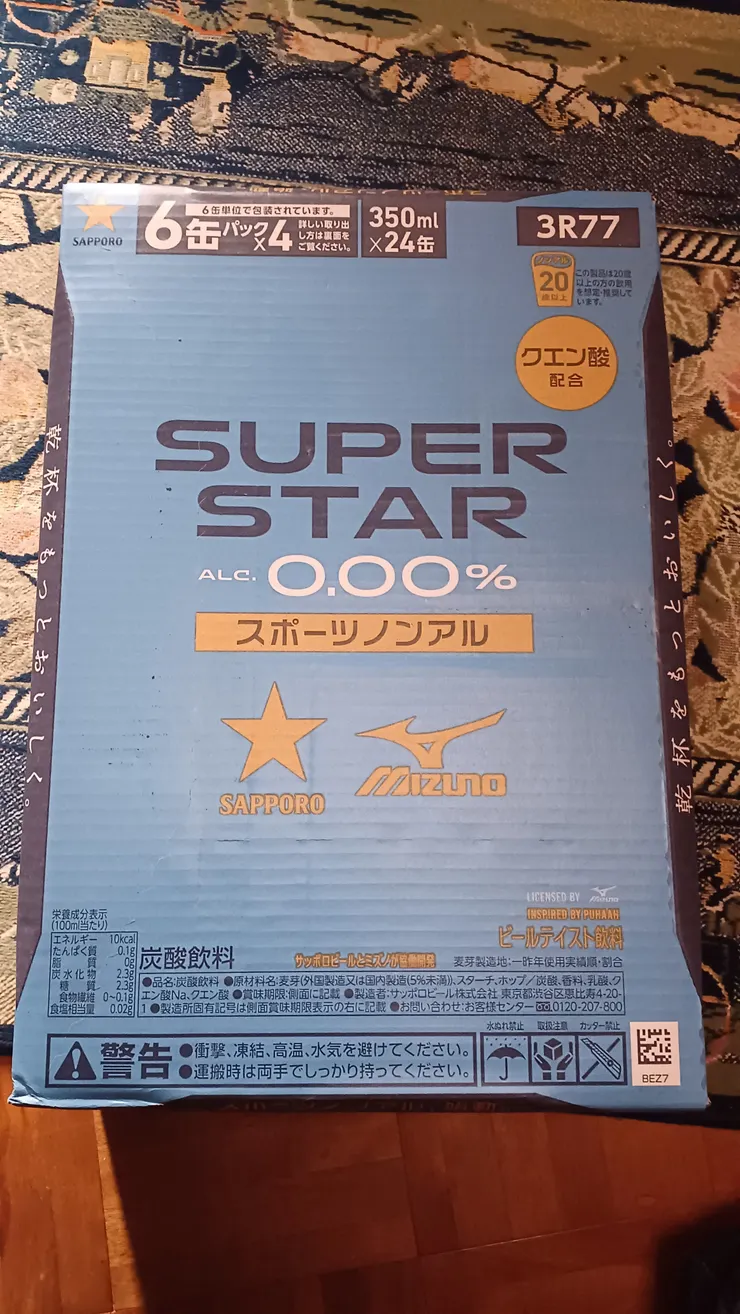 SAPPORO
6缶パック×4
6缶単位で包装されています。
詳しい取り出
し方は裏面を
ご覧ください。
350ml
×24缶
3R77
ノンアル
20
歳以上
この製品は20歳
以上の方の飲用
を想定・推奨して
います。
クエン酸
配合
SUPER
STAR
ALC. 0.00%
スポーツノンアル
SAPPORO
MIZUNO
乾杯をもっとおいしく。
乾杯をもっとおいしく。
LICENSED BY MIZUNO
INSPIRED BY PUHAAH
ビールテイスト飲料
栄養成分表示
(100ml当たり)
エネルギー 10kcal
たんぱく質 0.1g
脂質 0g
炭水化物 2.3g
糖質 2.3g
食物繊維 0~0.1g
食塩相当量 0.02g
炭酸飲料
サッポロビールとミズノが協働開発
麦芽製造地:一昨年使用実績順・割合
●品名:炭酸飲料 ●原材料名:麦芽(外国製造又は国内製造(5%未満))、スターチ、ホップ/炭酸、香料、乳酸、ク
エン酸Na、クエン酸 ●賞味期限:側面に記載 ●製造者:サッポロビール株式会社 東京都渋谷区恵比寿4-20-
1 ●製造所固有記号は側面賞味期限表示の右に記載 ●お問い合わせ:お客様センター 0120-207-800
警告
●衝撃、凍結、高温、水気を避けてください。
●運搬時は両手でしっかり持ってください。
水ぬれ禁止
取扱注意
カッター禁止
BEZ7